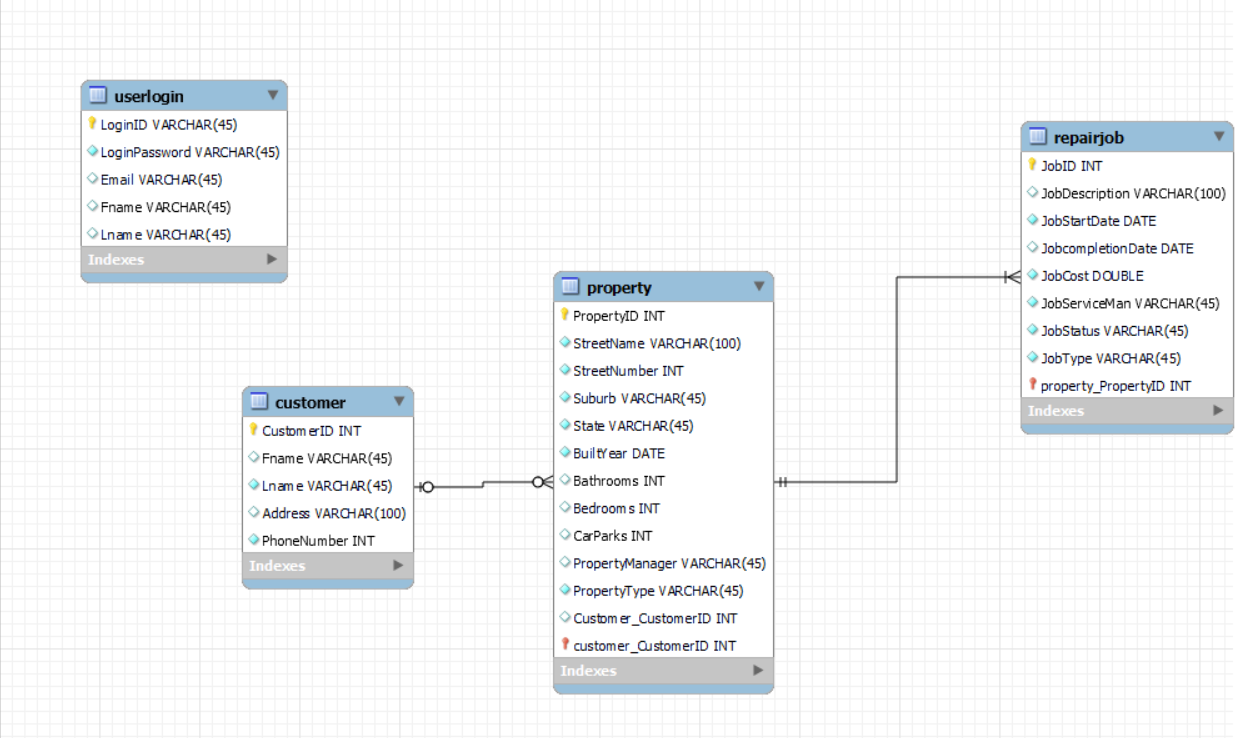 userlogin
LoginID VARCHAR(45)
LoginPassword VARCHAR(45)
Email VARCHAR(45)
Fname VARCHAR(45)
Lname VARCHAR(45)
Indexes
customer
CustomerID INT
Fname VARCHAR(45)
Lname VARCHAR(45)
Address VARCHAR(100)
PhoneNumber INT
Indexes
property
PropertyID INT
StreetName VARCHAR(100)
StreetNumber INT
Suburb VARCHAR(45)
State VARCHAR(45)
BuiltYear DATE
Bathrooms INT
Bedrooms INT
CarParks INT
PropertyManager VARCHAR(45)
PropertyType VARCHAR(45)
Customer_CustomerID INT
customer_CustomerID INT
Indexes
repairjob
JobID INT
JobDescription VARCHAR(100)
JobStartDate DATE
JobcompletionDate DATE
JobCost DOUBLE
JobServiceMan VARCHAR(45)
JobStatus VARCHAR(45)
JobType VARCHAR(45)
property_PropertyID INT
Indexes